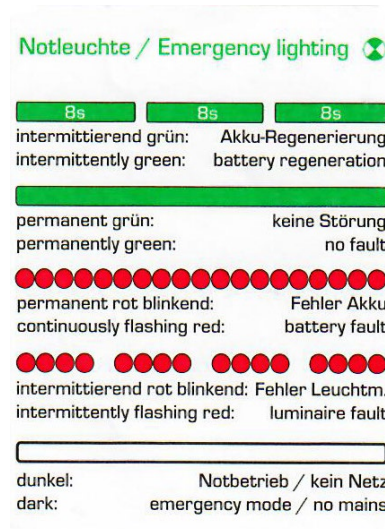 Notleuchte / Emergency lighting
8s 8s 8s
intermittierend grün: Akku-Regenerierung
intermittently green: battery regeneration
permanent grün: keine Störung
permanently green: no fault
permanent rot blinkend: Fehler Akku
continuously flashing red: battery fault
intermittierend rot blinkend: Fehler Leuchtm.
intermittently flashing red: luminaire fault
dunkel: Notbetrieb / kein Netz
dark: emergency mode / no mains